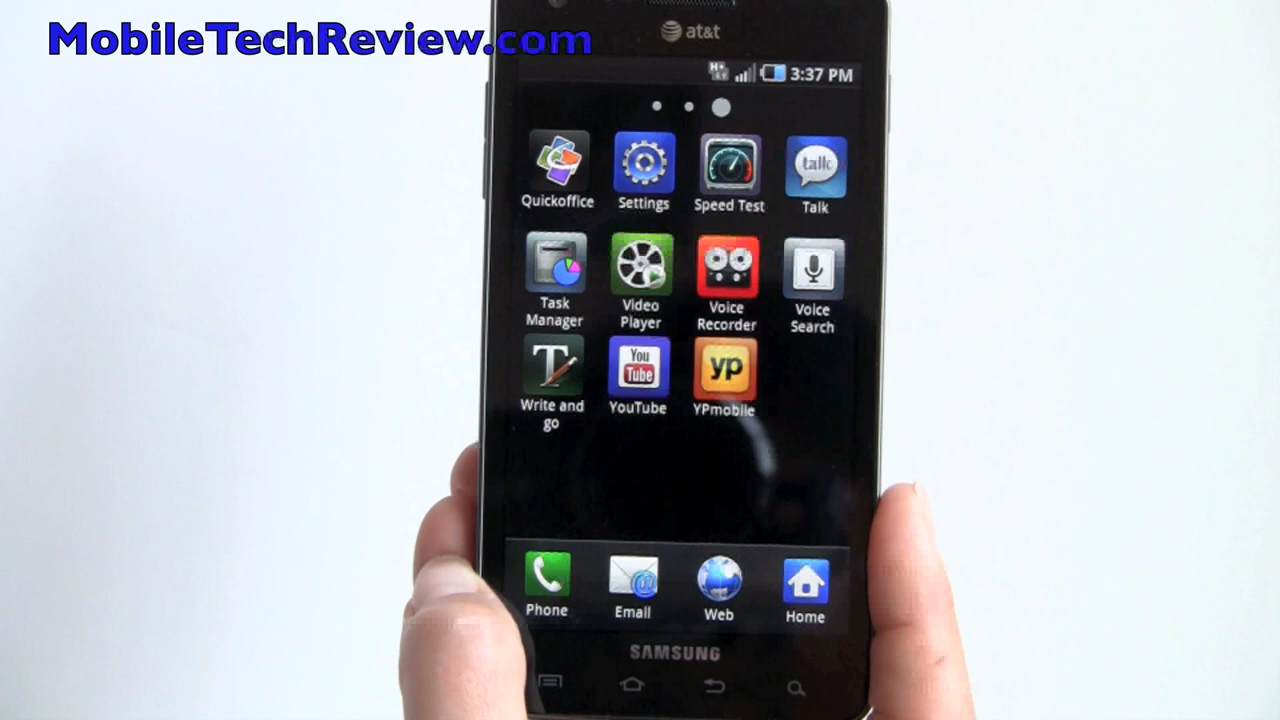 MobileTechReview.com
at&t
H+
3:37 PM
Quickoffice
Settings
Speed Test
talk
Talk
Task
Manager
Video
Player
Voice
Recorder
Voice
Search
T
Write and
go
You
Tube
YouTube
yp
YPmobile
@
Phone
Email
Web
Home
SAMSUNG